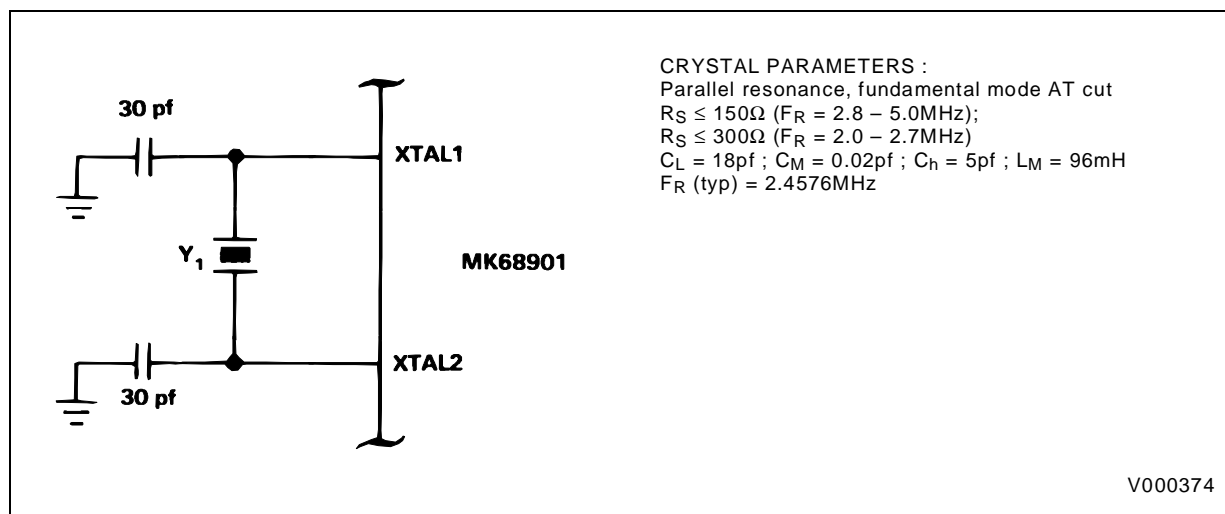 30 pf
XTAL1
Y₁
MK68901
XTAL2
30 pf
CRYSTAL PARAMETERS :
Parallel resonance, fundamental mode AT cut
R_S ≤ 150Ω (F_R = 2.8 – 5.0MHz);
R_S ≤ 300Ω (F_R = 2.0 – 2.7MHz)
C_L = 18pf ; C_M = 0.02pf ; C_h = 5pf ; L_M = 96mH
F_R (typ) = 2.4576MHz
V000374